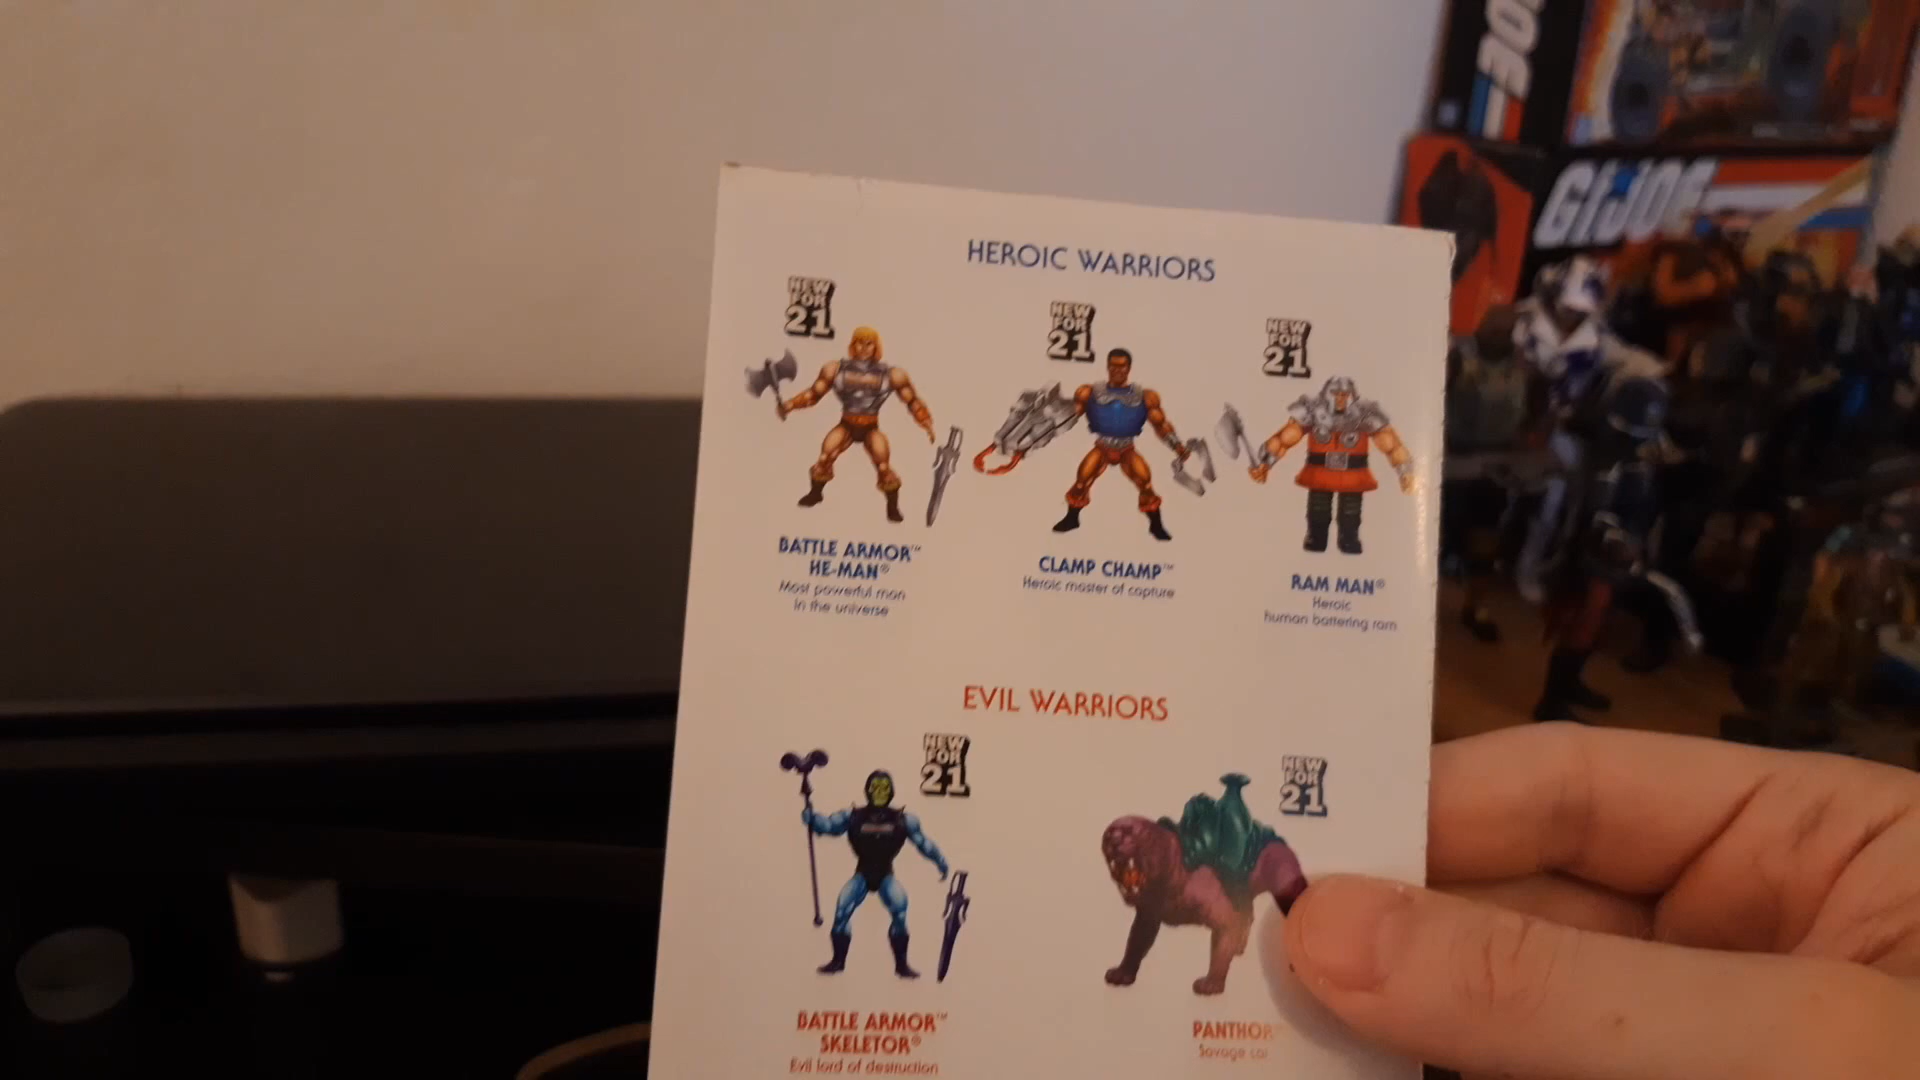 HEROIC WARRIORS
NEW
FOR
21
NEW
FOR
21
NEW
FOR
21
BATTLE ARMOR™
HE-MAN®
Most powerful man
in the universe
CLAMP CHAMP™
Heroic master of capture
RAM MAN®
Heroic
human battering ram
EVIL WARRIORS
NEW
FOR
21
NEW
FOR
21
BATTLE ARMOR™
SKELETOR®
Evil lord of destruction
PANTHOR
Savage cat
GI JOE